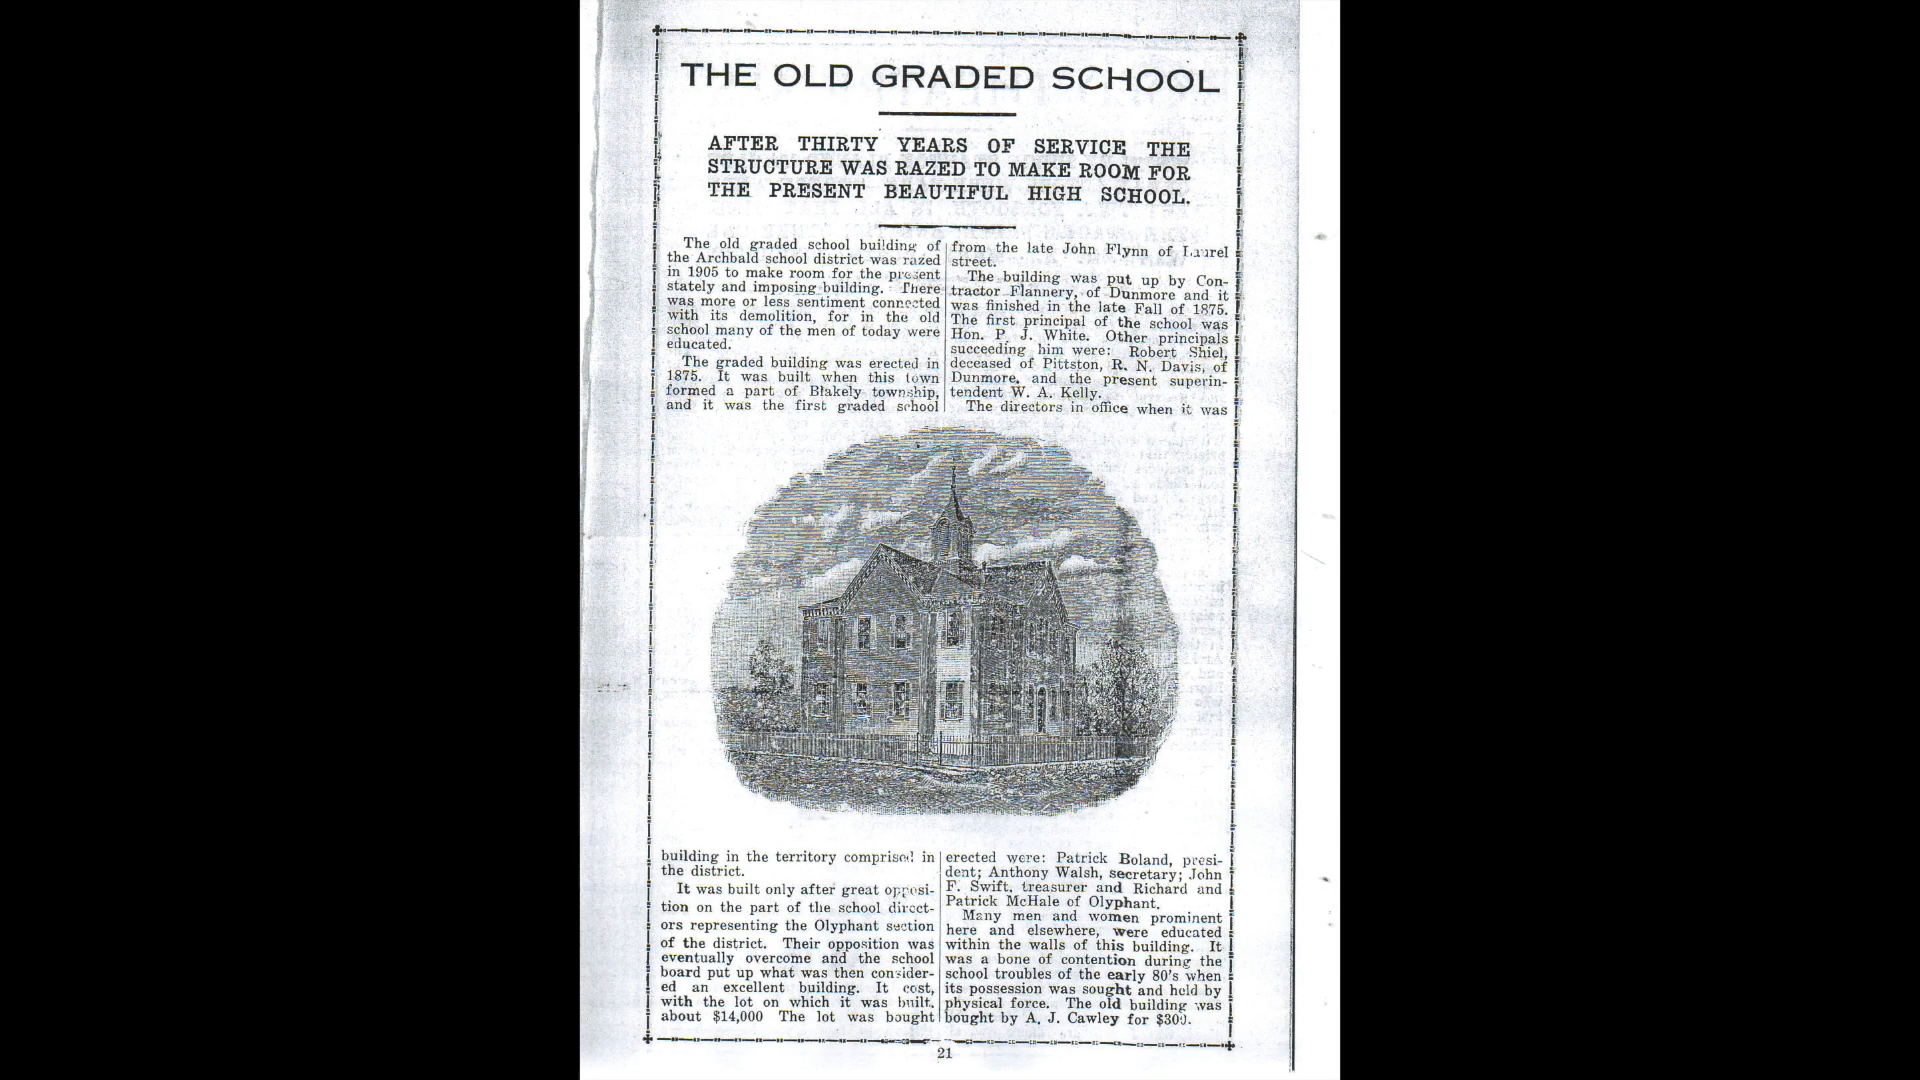 THE OLD GRADED SCHOOL
AFTER THIRTY YEARS OF SERVICE THE
STRUCTURE WAS RAZED TO MAKE ROOM FOR
THE PRESENT BEAUTIFUL HIGH SCHOOL.
The old graded school building of
the Archbald school district was razed
in 1905 to make room for the present
stately and imposing building. There
was more or less sentiment connected
with its demolition, for in the old
school many of the men of today were
educated.
The graded building was erected in
1875. It was built when this town
formed a part of Blakely township,
and it was the first graded school
building in the territory comprised in
the district.
It was built only after great opposi-
tion on the part of the school direct-
ors representing the Olyphant section
of the district. Their opposition was
eventually overcome and the school
board put up what was then consider-
ed an excellent building. It cost,
with the lot on which it was built,
about $14,000 The lot was bought
from the late John Flynn of Laurel
street.
The building was put up by Con-
tractor Flannery, of Dunmore and it
was finished in the late Fall of 1875.
The first principal of the school was
Hon. P. J. White. Other principals
succeeding him were: Robert Shiel,
deceased of Pittston, R. N. Davis, of
Dunmore, and the present superin-
tendent W. A. Kelly.
The directors in office when it was
erected were: Patrick Boland, presi-
dent; Anthony Walsh, secretary; John
F. Swift, treasurer and Richard and
Patrick McHale of Olyphant.
Many men and women prominent
here and elsewhere, were educated
within the walls of this building. It
was a bone of contention during the
school troubles of the early 80's when
its possession was sought and held by
physical force. The old building was
bought by A. J. Cawley for $300.
21